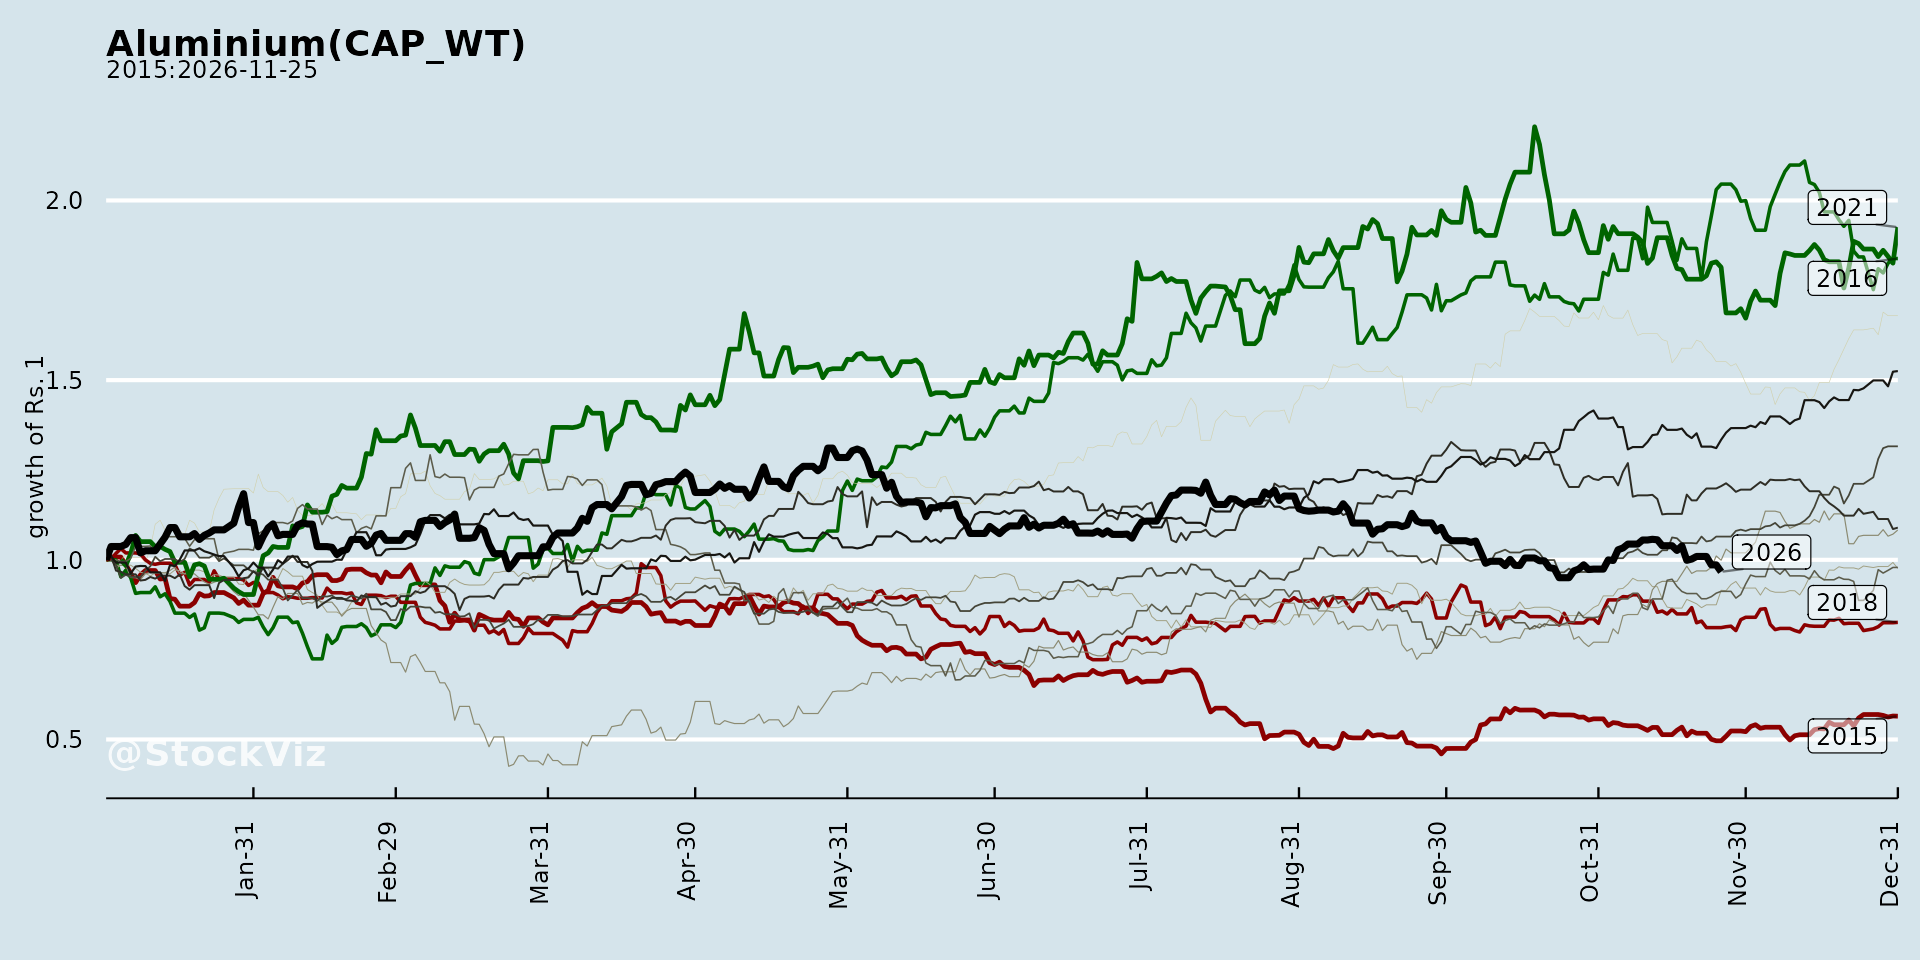 Aluminium(CAP_WT)
2015:2026-11-25
growth of Rs. 1
2.0
1.5
1.0
0.5
2021
2016
2026
2018
2015
@StockViz
Jan-31
Feb-29
Mar-31
Apr-30
May-31
Jun-30
Jul-31
Aug-31
Sep-30
Oct-31
Nov-30
Dec-31